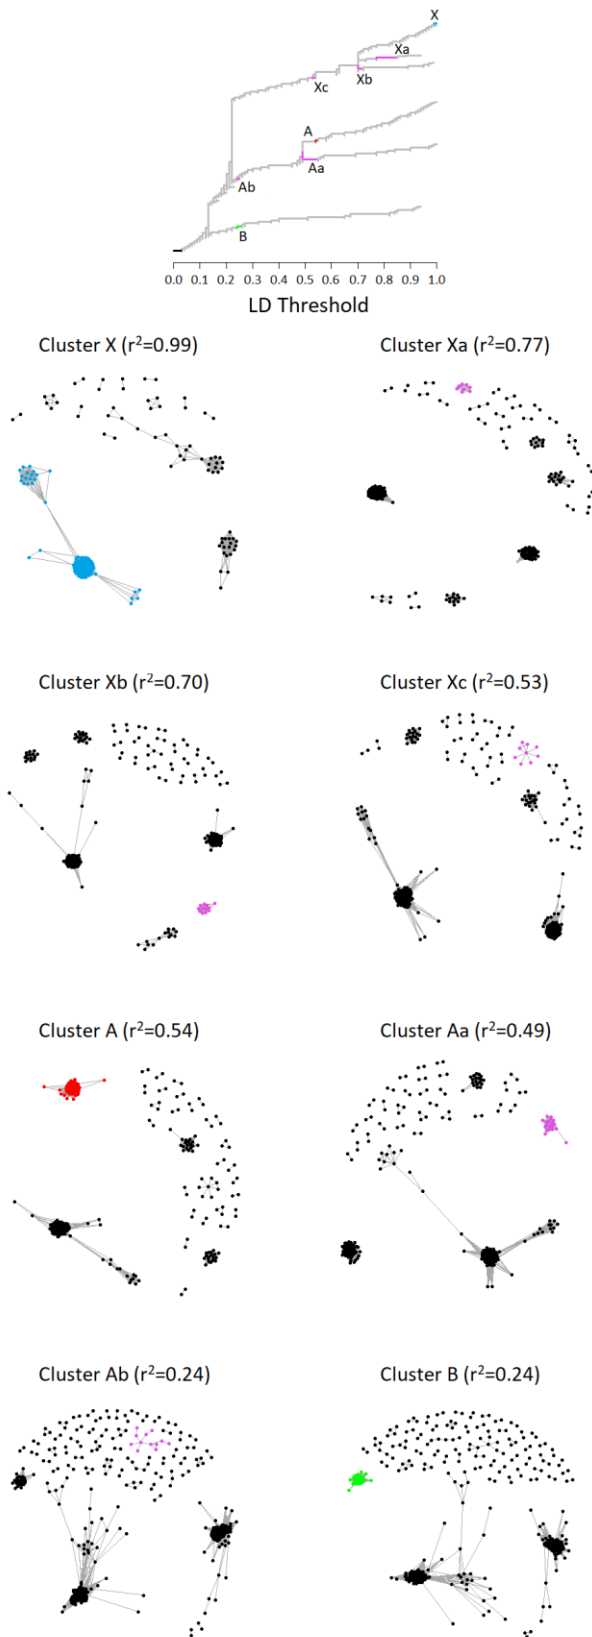 X
Xa
Xc
Xb
A
Aa
Ab
B
0.0 0.1 0.2 0.3 0.4 0.5 0.6 0.7 0.8 0.9 1.0
LD Threshold
Cluster X (r²=0.99)
Cluster Xa (r²=0.77)
Cluster Xb (r²=0.70)
Cluster Xc (r²=0.53)
Cluster A (r²=0.54)
Cluster Aa (r²=0.49)
Cluster Ab (r²=0.24)
Cluster B (r²=0.24)